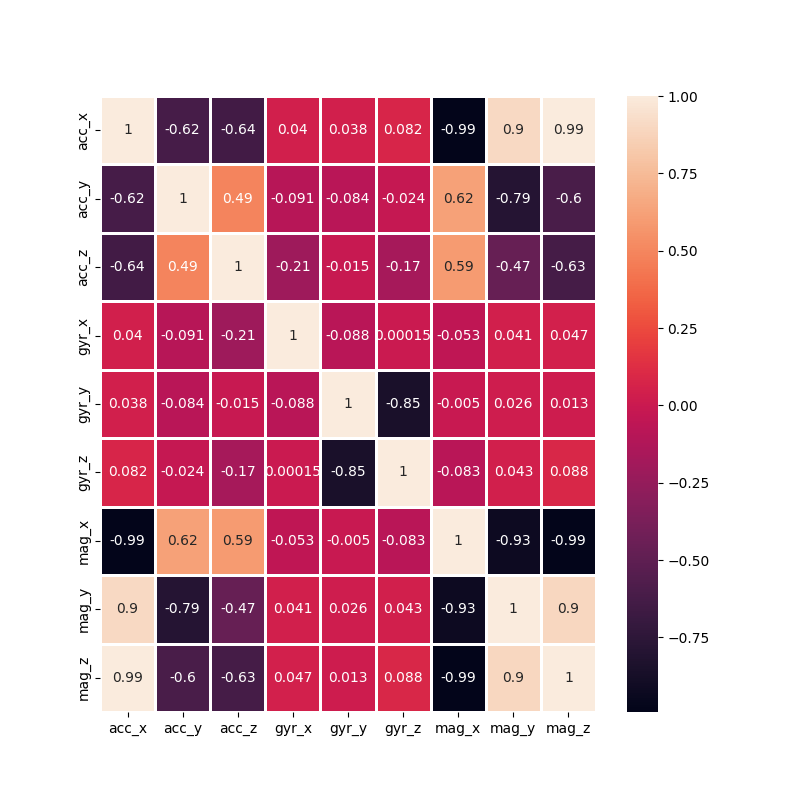 acc_x 1 -0.62 -0.64 0.04 0.038 0.082 -0.99 0.9 0.99
acc_y -0.62 1 0.49 -0.091 -0.084 -0.024 0.62 -0.79 -0.6
acc_z -0.64 0.49 1 -0.21 -0.015 -0.17 0.59 -0.47 -0.63
gyr_x 0.04 -0.091 -0.21 1 -0.088 0.00015 -0.053 0.041 0.047
gyr_y 0.038 -0.084 -0.015 -0.088 1 -0.85 -0.005 0.026 0.013
gyr_z 0.082 -0.024 -0.17 0.00015 -0.85 1 -0.083 0.043 0.088
mag_x -0.99 0.62 0.59 -0.053 -0.005 -0.083 1 -0.93 -0.99
mag_y 0.9 -0.79 -0.47 0.041 0.026 0.043 -0.93 1 0.9
mag_z 0.99 -0.6 -0.63 0.047 0.013 0.088 -0.99 0.9 1
acc_x acc_y acc_z gyr_x gyr_y gyr_z mag_x mag_y mag_z
1.00
0.75
0.50
0.25
0.00
−0.25
−0.50
−0.75